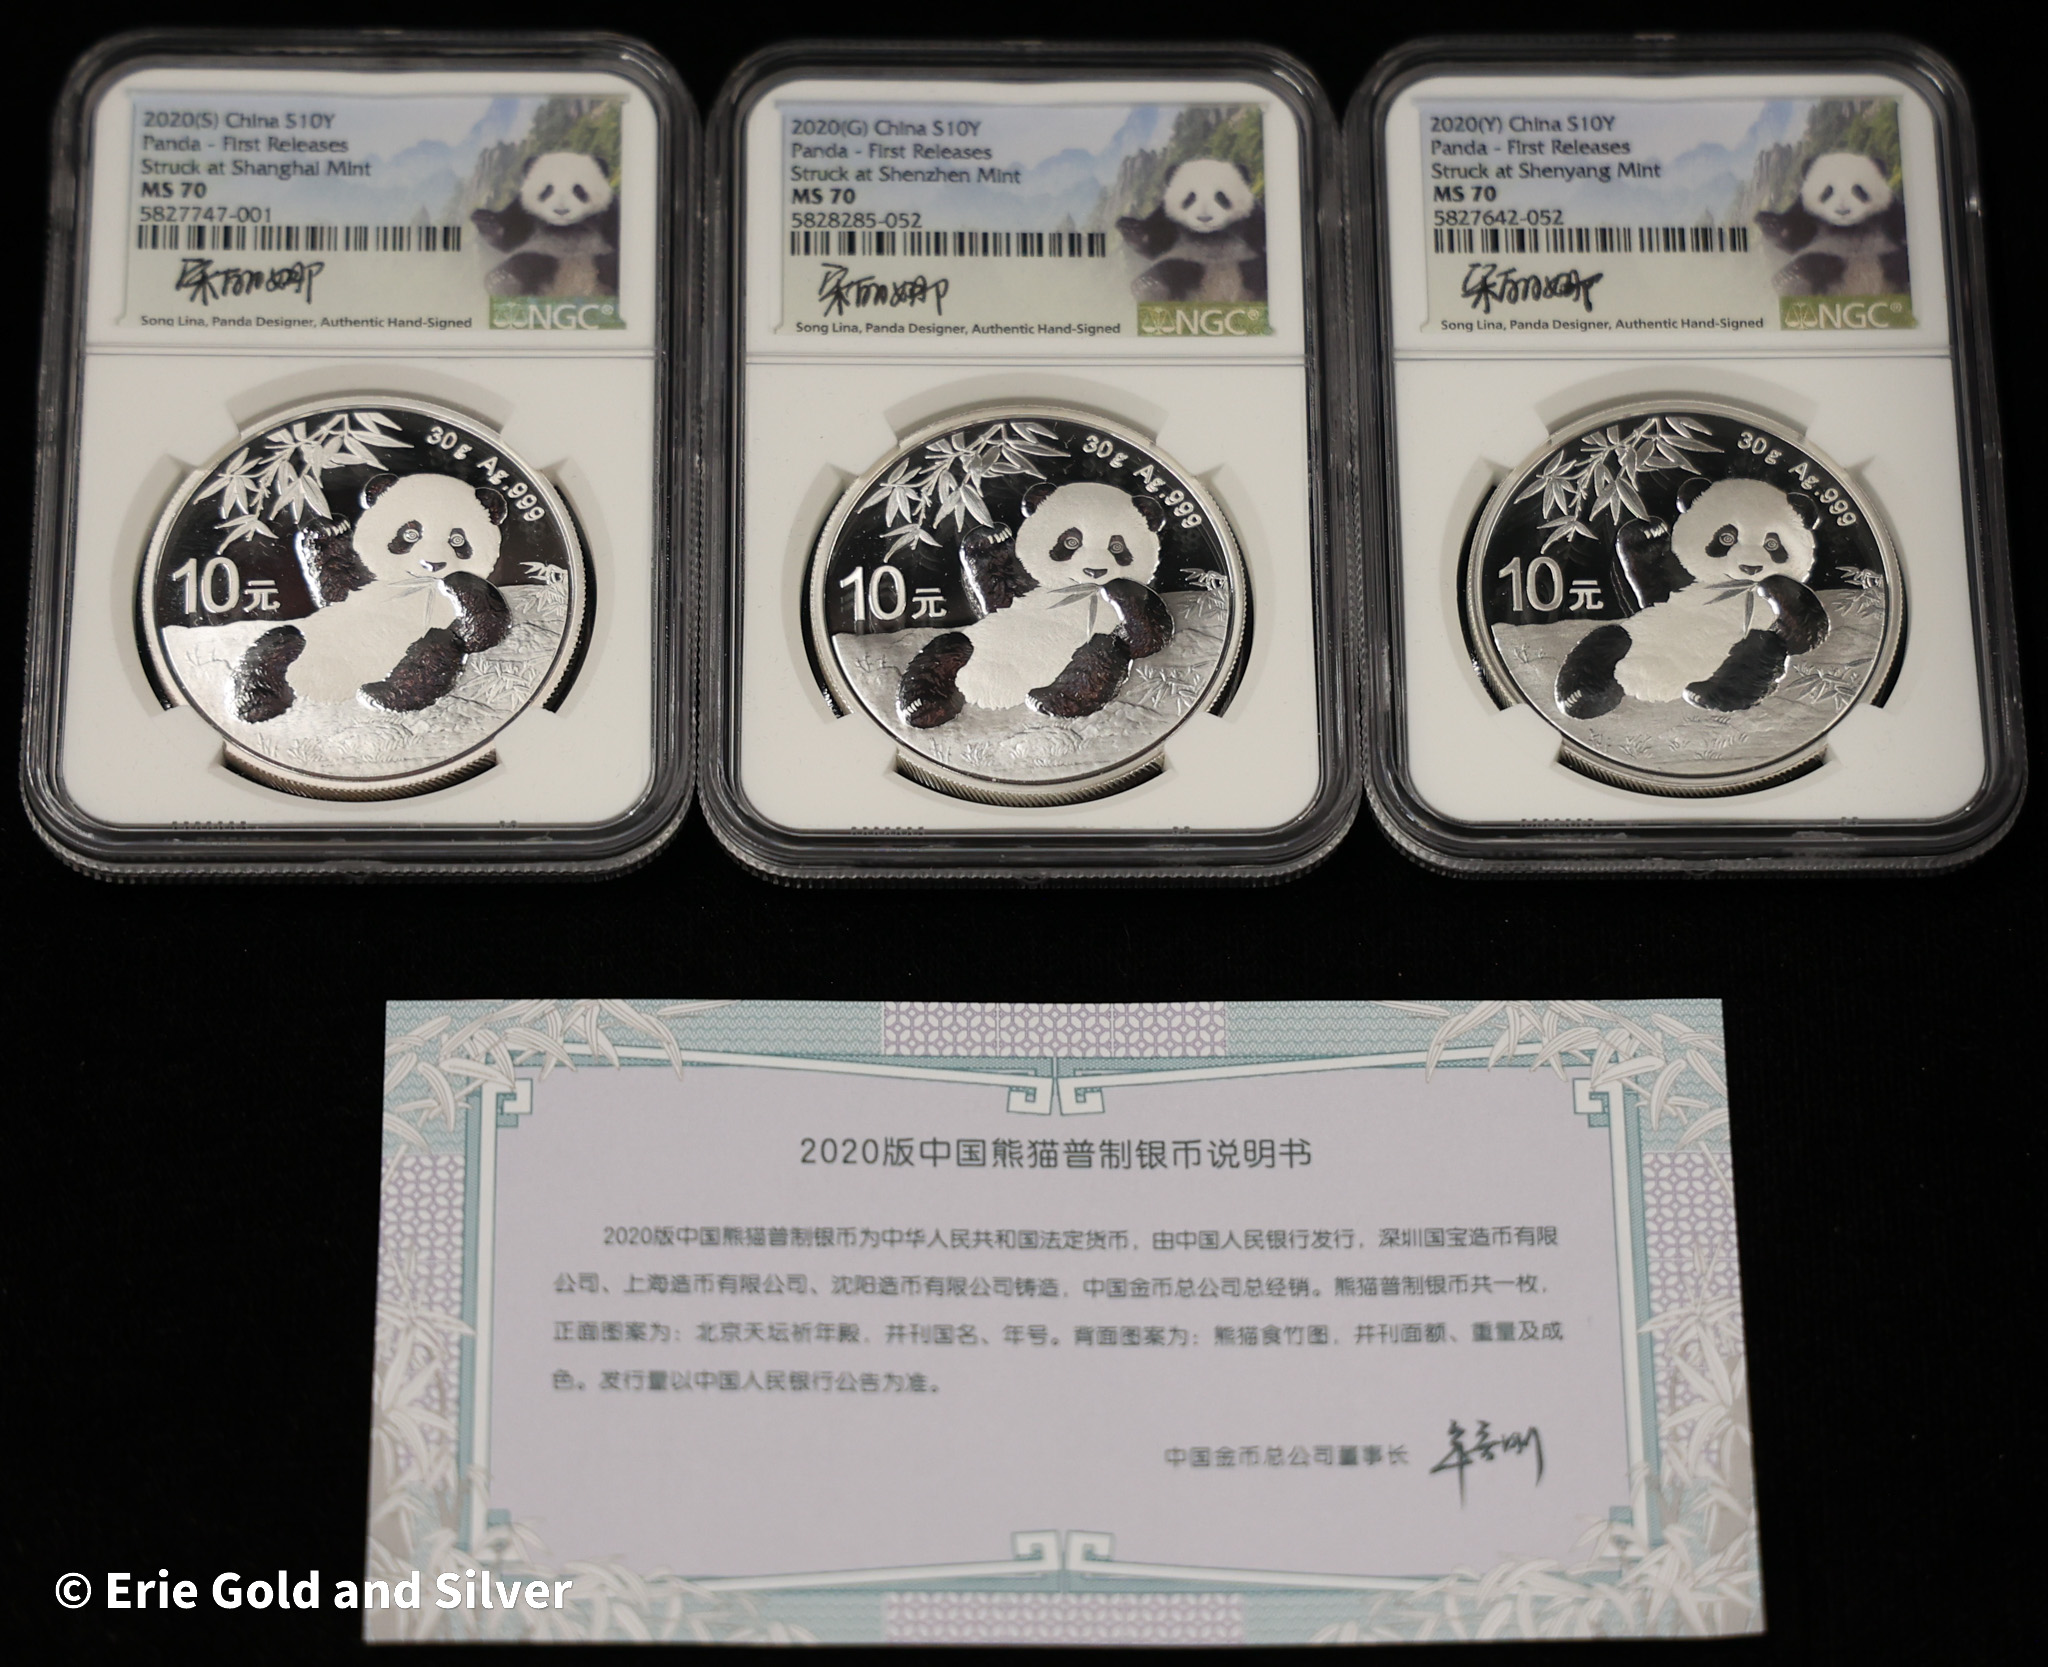 2020(S) China S10Y
Panda - First Releases
Struck at Shanghai Mint
MS 70
5827747-001
宋丽娜
Song Lina, Panda Designer, Authentic Hand-Signed
NGC®
30g Ag.999
10元
2020(G) China S10Y
Panda - First Releases
Struck at Shenzhen Mint
MS 70
5828285-052
宋丽娜
Song Lina, Panda Designer, Authentic Hand-Signed
NGC®
30g Ag.999
10元
2020(Y) China S10Y
Panda - First Releases
Struck at Shenyang Mint
MS 70
5827642-052
宋丽娜
Song Lina, Panda Designer, Authentic Hand-Signed
NGC®
30g Ag.999
10元
2020版中国熊猫普制银币说明书
2020版中国熊猫普制银币为中华人民共和国法定货币，由中国人民银行发行，深圳国宝造币有限
公司、上海造币有限公司、沈阳造币有限公司铸造，中国金币总公司总经销。熊猫普制银币共一枚，
正面图案为：北京天坛祈年殿，并刊国名、年号。背面图案为：熊猫食竹图，并刊面额、重量及成
色。发行量以中国人民银行公告为准。
中国金币总公司董事长
© Erie Gold and Silver